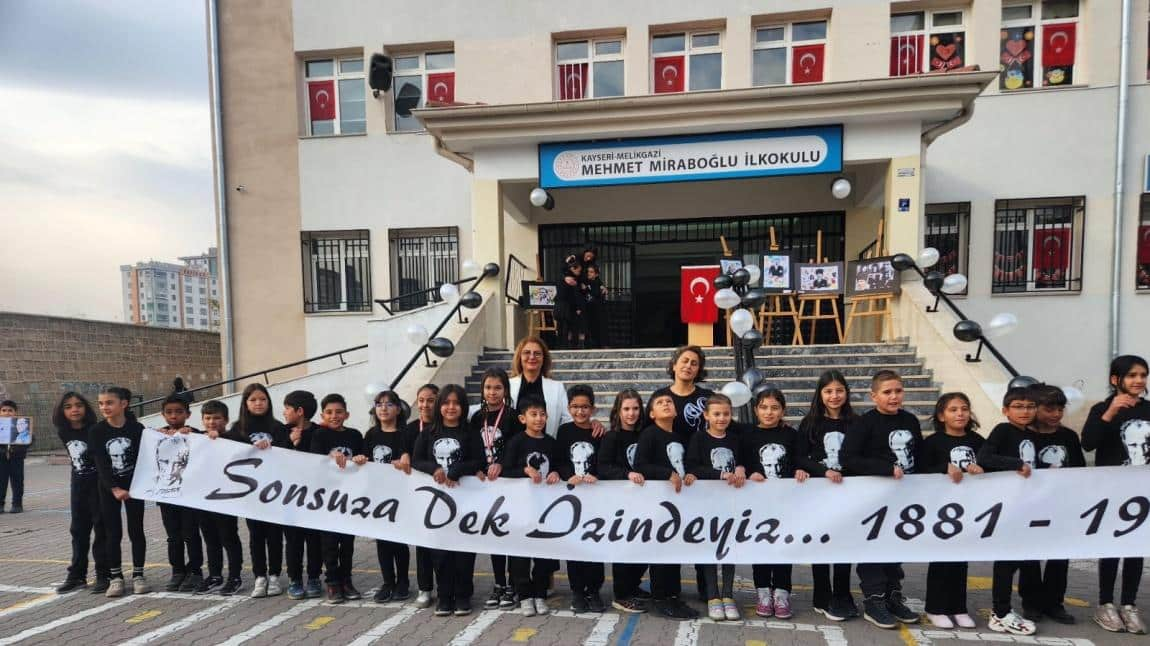 KAYSERİ-MELİKGAZİ
MEHMET MİRABOĞLU İLKOKULU
Sonsuza Dek İzindeyiz... 1881 - 19